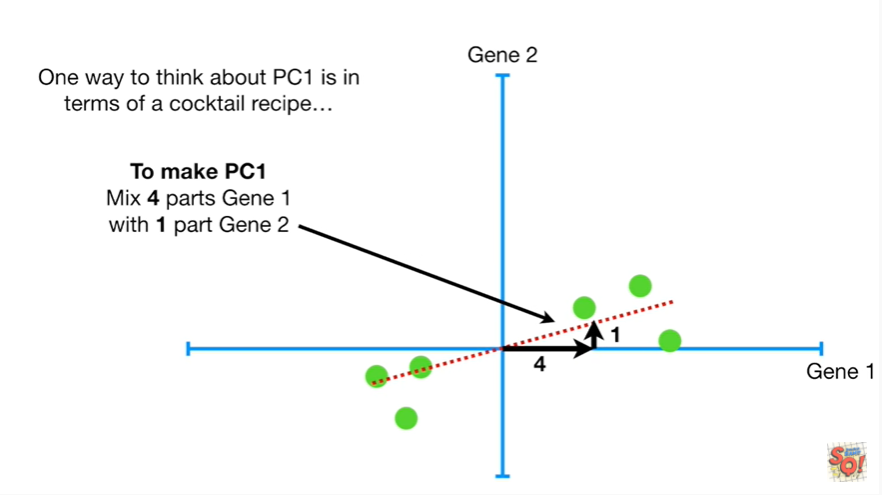 Gene 2
One way to think about PC1 is in
terms of a cocktail recipe…
To make PC1
Mix 4 parts Gene 1
with 1 part Gene 2
1
4
Gene 1
SQ!